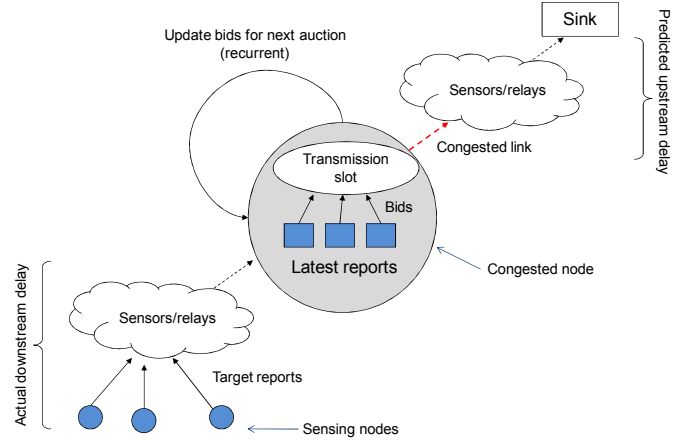 Sink
Update bids for next auction
(recurrent)
Predicted upstream delay
Sensors/relays
Congested link
Transmission
slot
Bids
Latest reports
Congested node
Actual downstream delay
Sensors/relays
Target reports
Sensing nodes